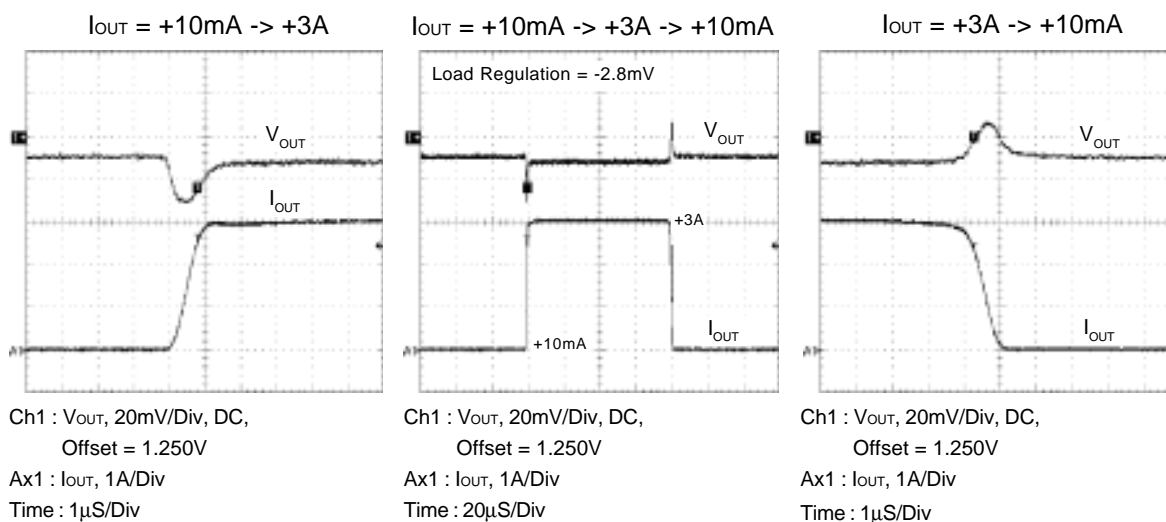 IOUT = +10mA -> +3A
VOUT
IOUT
Ch1 : VOUT, 20mV/Div, DC,
Offset = 1.250V
Ax1 : IOUT, 1A/Div
Time : 1µS/Div
IOUT = +10mA -> +3A -> +10mA
Load Regulation = -2.8mV
VOUT
+3A
+10mA
IOUT
Ch1 : VOUT, 20mV/Div, DC,
Offset = 1.250V
Ax1 : IOUT, 1A/Div
Time : 20µS/Div
IOUT = +3A -> +10mA
VOUT
IOUT
Ch1 : VOUT, 20mV/Div, DC,
Offset = 1.250V
Ax1 : IOUT, 1A/Div
Time : 1µS/Div